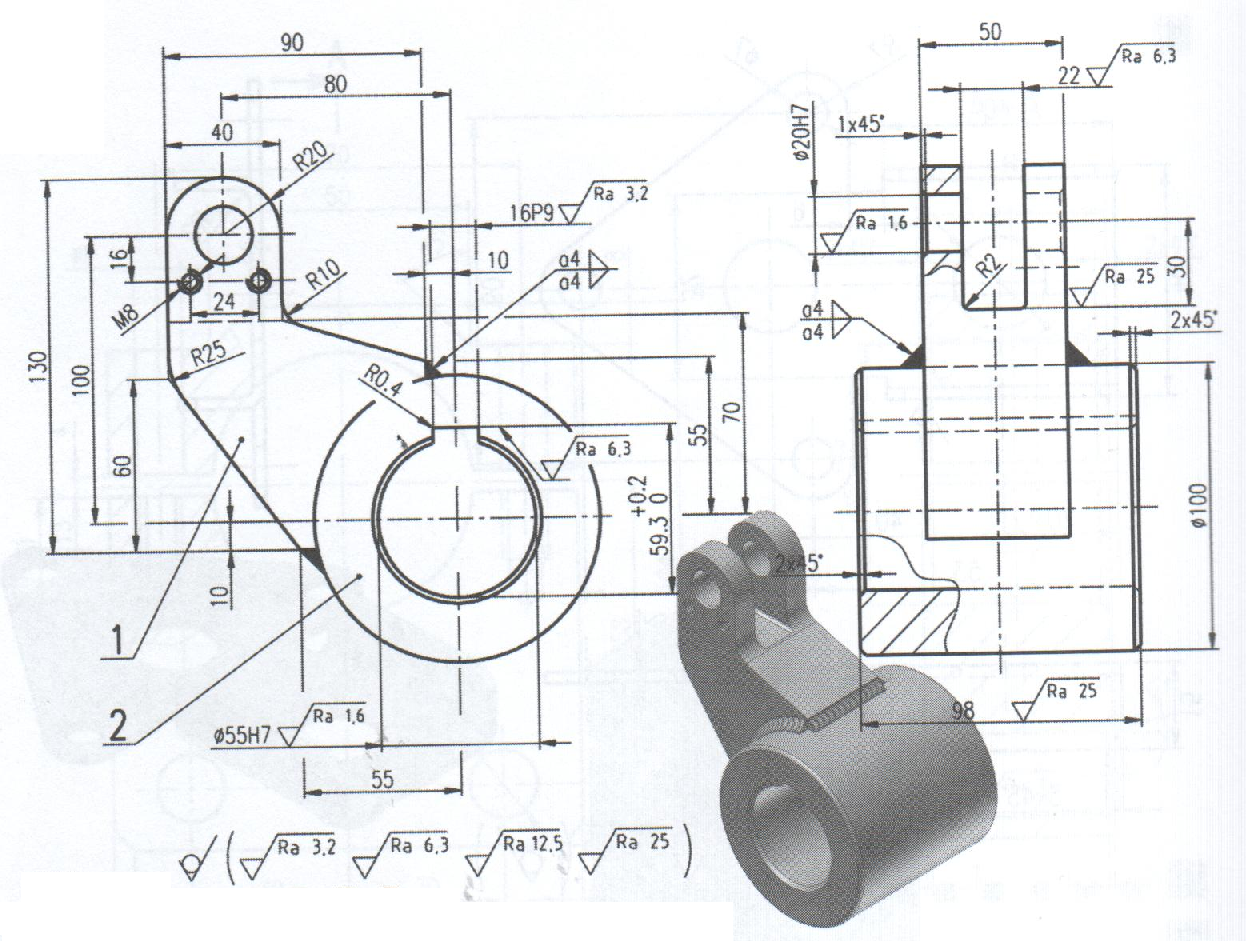 90
50
80
22
Ra 6,3
40
R20
ø20H7
1x45°
16P9
Ra 3,2
Ra 1,6
16
10
a4
a4
R10
R2
Ra 25
30
M8
24
a4
a4
2x45°
130
100
R25
R0.4
55
70
60
Ra 6,3
+0.2
59.3 0
ø100
10
2x45°
1
2
ø55H7
Ra 1,6
98
Ra 25
55
( Ra 3,2 Ra 6,3 Ra 12,5 Ra 25 )